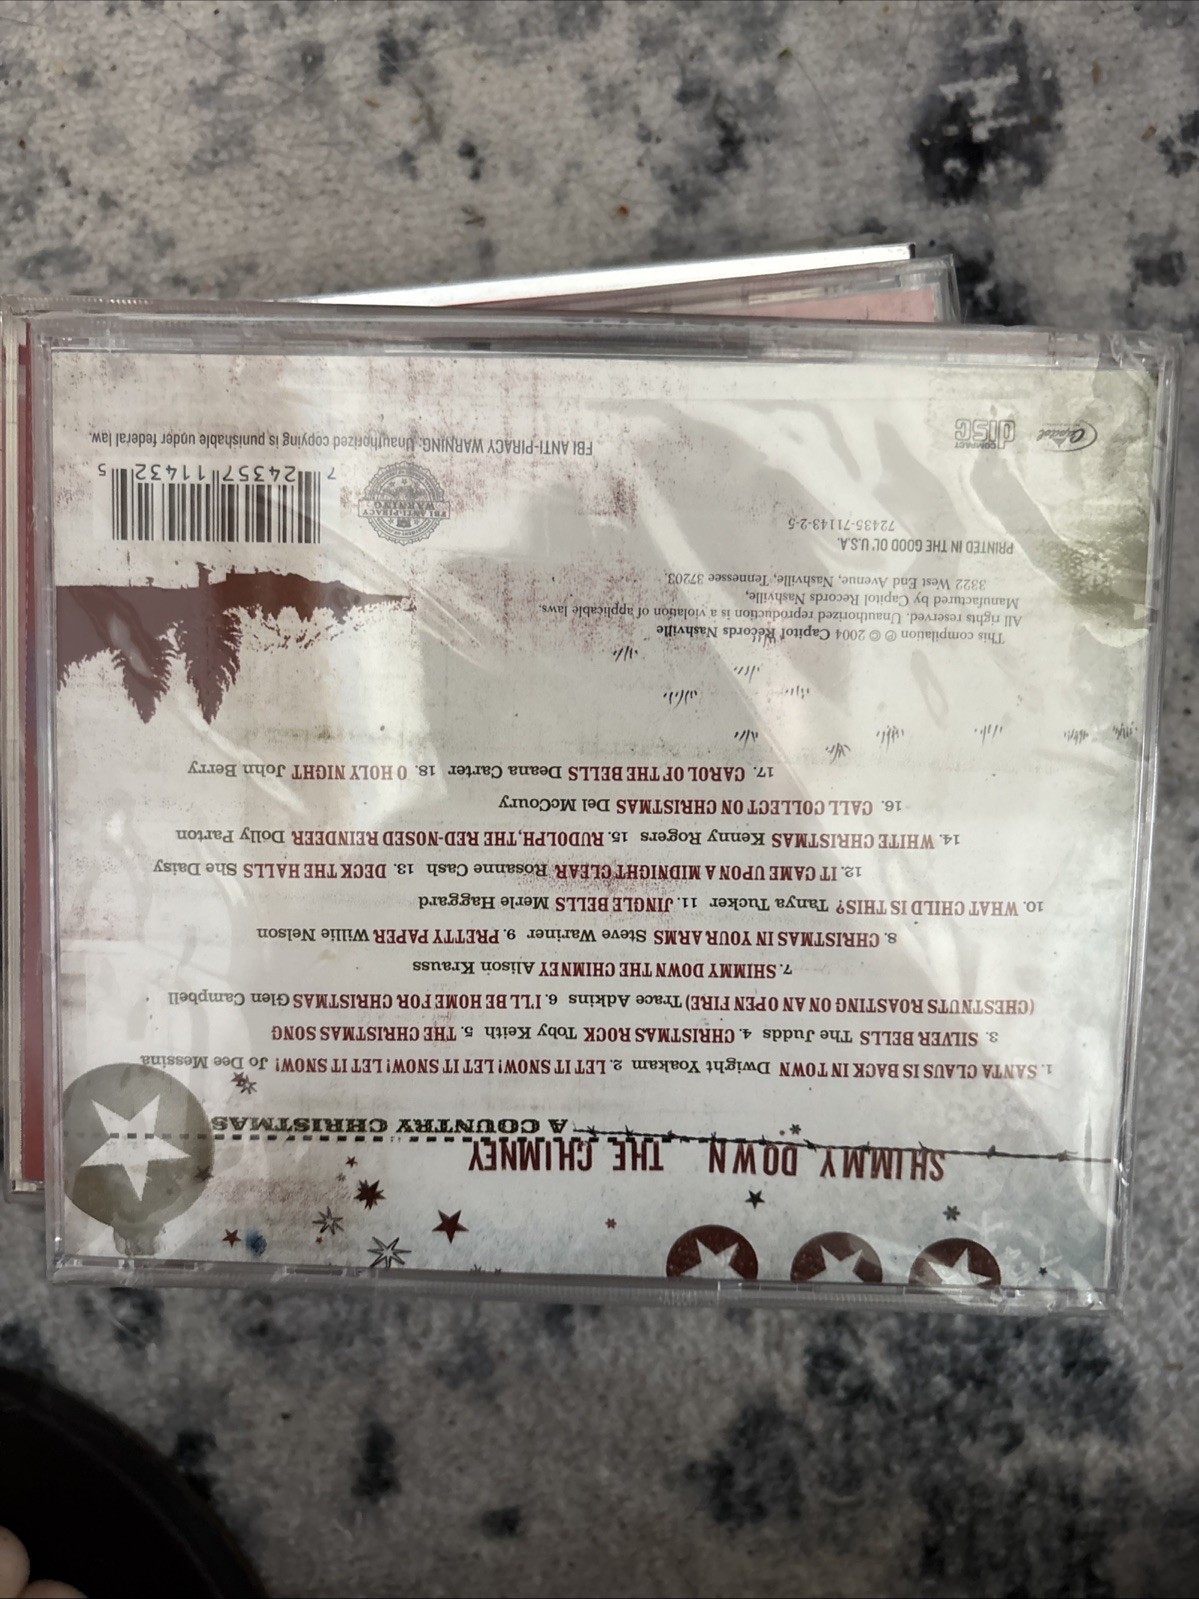 SHIMMY DOWN THE CHIMNEY
A COUNTRY CHRISTMAS
1. SANTA CLAUS IS BACK IN TOWN Dwight Yoakam 2. LET IT SNOW! LET IT SNOW! LET IT SNOW! Jo Dee Messina
3. SILVER BELLS The Judds 4. CHRISTMAS ROCK Toby Keith 5. THE CHRISTMAS SONG
(CHESTNUTS ROASTING ON AN OPEN FIRE) Trace Adkins 6. I'LL BE HOME FOR CHRISTMAS Glen Campbell
7. SHIMMY DOWN THE CHIMNEY Alison Krauss
8. CHRISTMAS IN YOUR ARMS Steve Wariner 9. PRETTY PAPER Willie Nelson
10. WHAT CHILD IS THIS? Tanya Tucker 11. JINGLE BELLS Merle Haggard
12. IT CAME UPON A MIDNIGHT CLEAR Rosanne Cash 13. DECK THE HALLS She Daisy
14. WHITE CHRISTMAS Kenny Rogers 15. RUDOLPH, THE RED-NOSED REINDEER Dolly Parton
16. CALL COLLECT ON CHRISTMAS Del McCoury
17. CAROL OF THE BELLS Deana Carter 18. O HOLY NIGHT John Berry
This compilation ℗ © 2004 Capitol Records Nashville
All rights reserved. Unauthorized reproduction is a violation of applicable laws.
Manufactured by Capitol Records Nashville,
3322 West End Avenue, Nashville, Tennessee 37203.
PRINTED IN THE GOOD OL' U.S.A.
72435-71143-2-5
FBI ANTI-PIRACY
WARNING
7 24357 11432 5
Capitol
COMPACT
disc
FBI ANTI-PIRACY WARNING: Unauthorized copying is punishable under federal law.